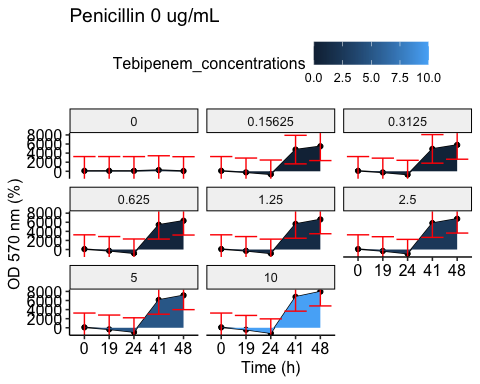 Penicillin 0 ug/mL
Tebipenem_concentrations
0.0 2.5 5.0 7.5 10.0
0 0.15625 0.3125
8000
6000
4000
2000
0
0.625 1.25 2.5
8000
6000
4000
2000
0
0 19 24 41 48
5 10
8000
6000
4000
2000
0
0 19 24 41 48 0 19 24 41 48
OD 570 nm (%)
Time (h)